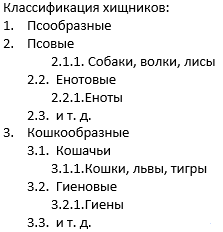 Классификация хищников:
1. Псообразные
2. Псовые
2.1.1. Собаки, волки, лисы
2.2. Енотовые
2.2.1.Еноты
2.3. и т. д.
3. Кошкообразные
3.1. Кошачьи
3.1.1.Кошки, львы, тигры
3.2. Гиеновые
3.2.1.Гиены
3.3. и т. д.